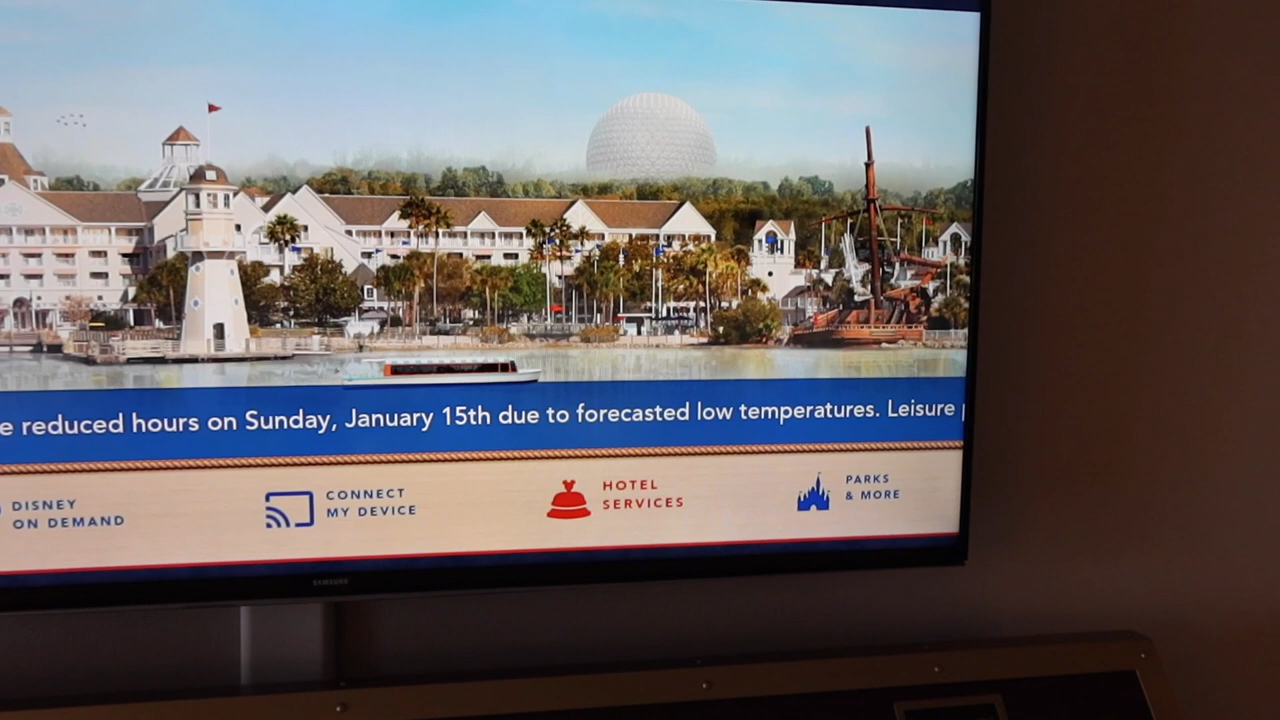 e reduced hours on Sunday, January 15th due to forecasted low temperatures. Leisure
DISNEY
ON DEMAND
CONNECT
MY DEVICE
HOTEL
SERVICES
PARKS
& MORE
SAMSUNG